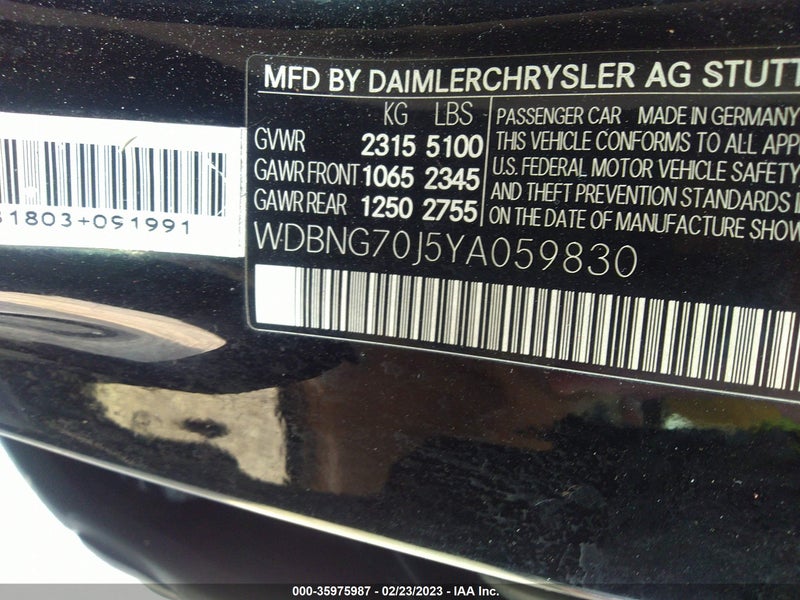 MFD BY DAIMLERCHRYSLER AG STUTT
KG LBS
GVWR 2315 5100
GAWR FRONT 1065 2345
GAWR REAR 1250 2755
PASSENGER CAR MADE IN GERMANY
THIS VEHICLE CONFORMS TO ALL APPL
U.S. FEDERAL MOTOR VEHICLE SAFETY
AND THEFT PREVENTION STANDARDS I
ON THE DATE OF MANUFACTURE SHOW
WDBNG70J5YA059830
61803+091991
000-35975987 - 02/23/2023 - IAA Inc.